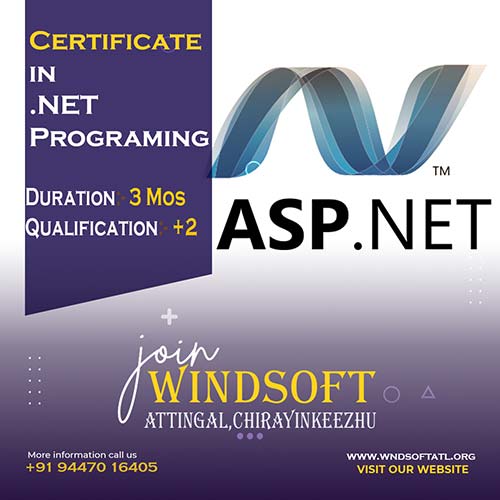 Certificate
in
.NET
Programing
Duration:- 3 Mos
Qualification:- +2
TM
ASP.NET
join
WINDSOFT
ATTINGAL,CHIRAYINKEEZHU
More information call us
+91 94470 16405
WWW.WNDSOFTATL.ORG
VISIT OUR WEBSITE